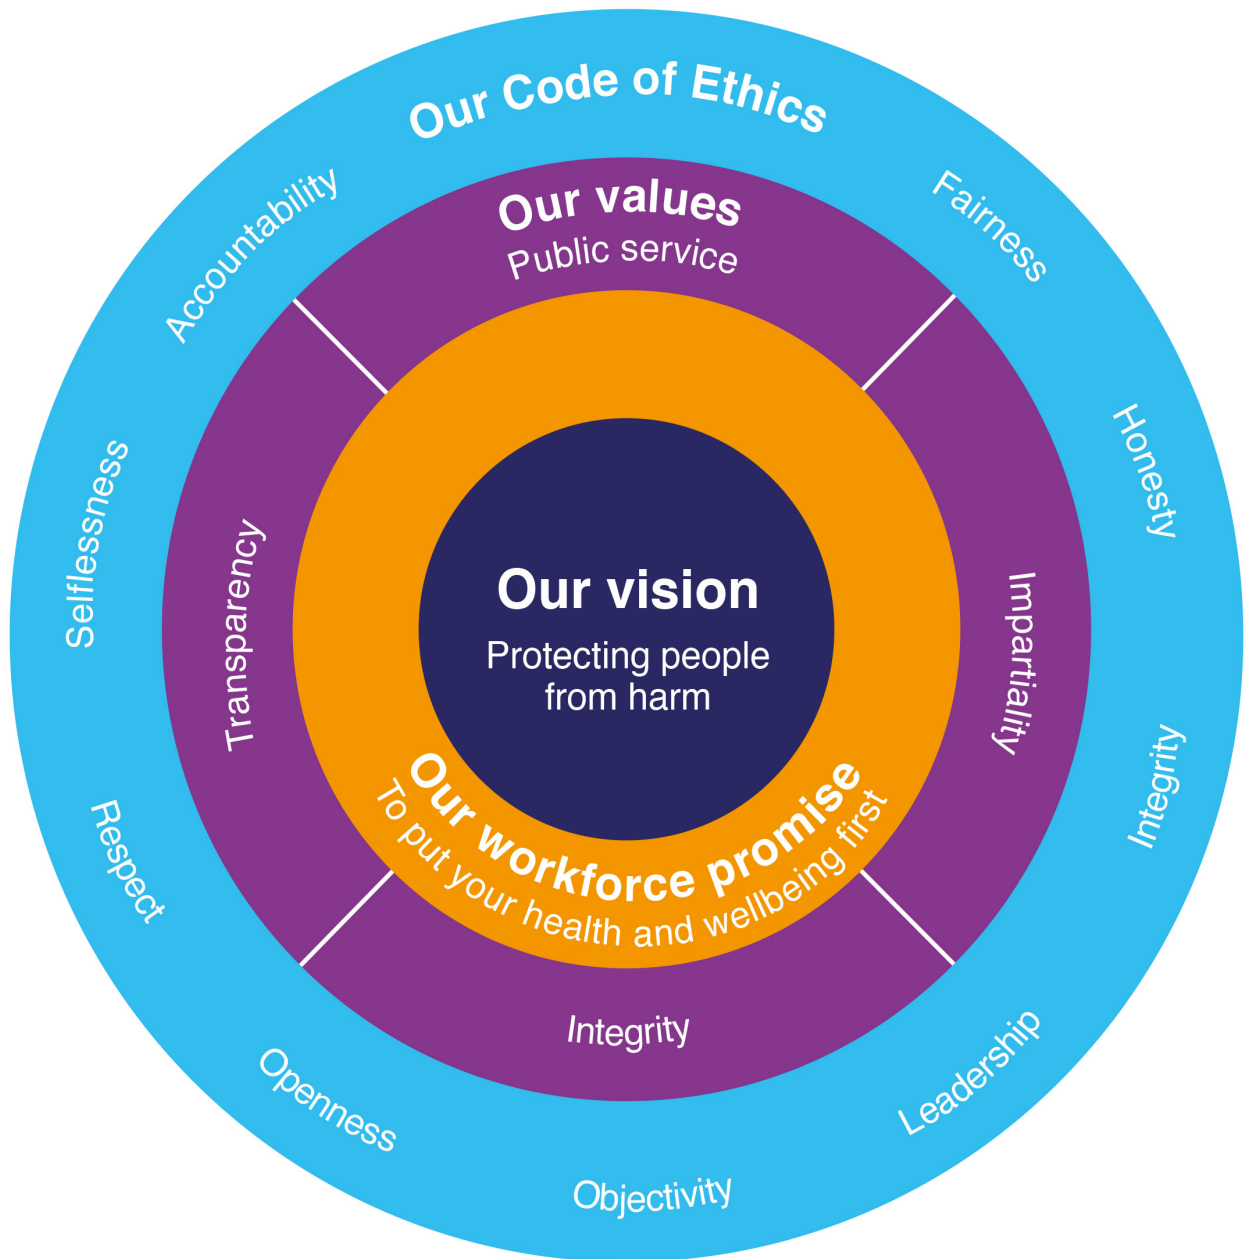 Our Code of Ethics
Accountability
Fairness
Honesty
Integrity
Leadership
Objectivity
Openness
Respect
Selflessness
Our values
Public service
Impartiality
Integrity
Transparency
Our vision
Protecting people
from harm
Our workforce promise
To put your health and wellbeing first